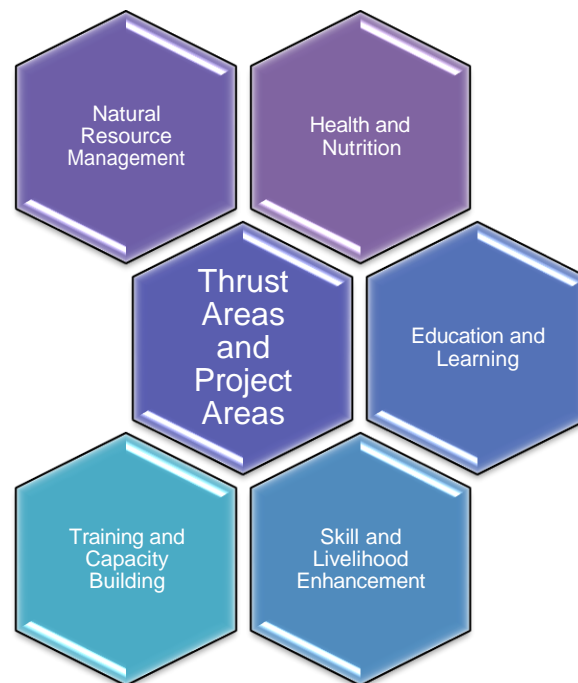 Natural
Resource
Management
Health and
Nutrition
Thrust
Areas
and
Project
Areas
Education and
Learning
Training and
Capacity
Building
Skill and
Livelihood
Enhancement